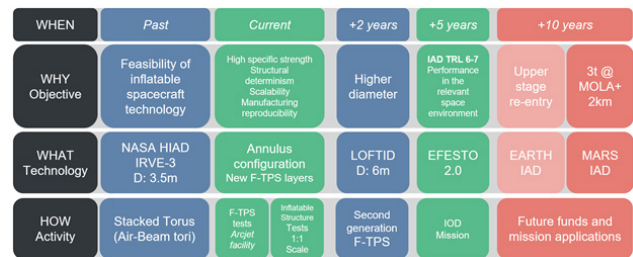 WHEN
Past
Current
+2 years
+5 years
+10 years
WHY
Objective
Feasibility of
inflatable
spacecraft
technology
High specific strength
Structural
determinism
Scalability
Manufacturing
reproducibility
Higher
diameter
IAD TRL 6-7
Performance
in the
relevant
space
environment
Upper
stage
re-entry
3t @
MOLA+
2km
WHAT
Technology
NASA HIAD
IRVE-3
D: 3.5m
Annulus
configuration
New F-TPS layers
LOFTID
D: 6m
EFESTO
2.0
EARTH
IAD
MARS
IAD
HOW
Activity
Stacked Torus
(Air-Beam tori)
F-TPS
tests
Arcjet
facility
Inflatable
Structure
Tests
1:1
Scale
Second
generation
F-TPS
IOD
Mission
Future funds and
mission applications